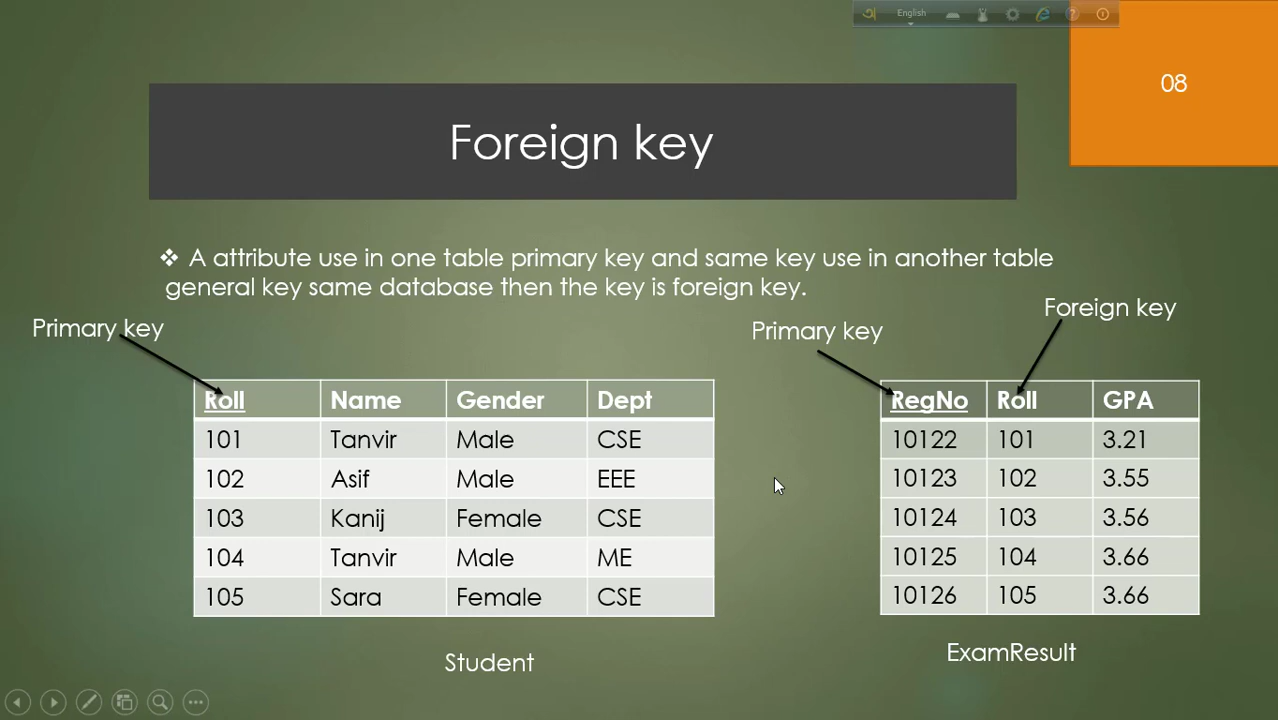 English
08
Foreign key
❖ A attribute use in one table primary key and same key use in another table
general key same database then the key is foreign key.
Primary key
Primary key
Foreign key
Roll Name Gender Dept
101 Tanvir Male CSE
102 Asif Male EEE
103 Kanij Female CSE
104 Tanvir Male ME
105 Sara Female CSE
Student
RegNo Roll GPA
10122 101 3.21
10123 102 3.55
10124 103 3.56
10125 104 3.66
10126 105 3.66
ExamResult